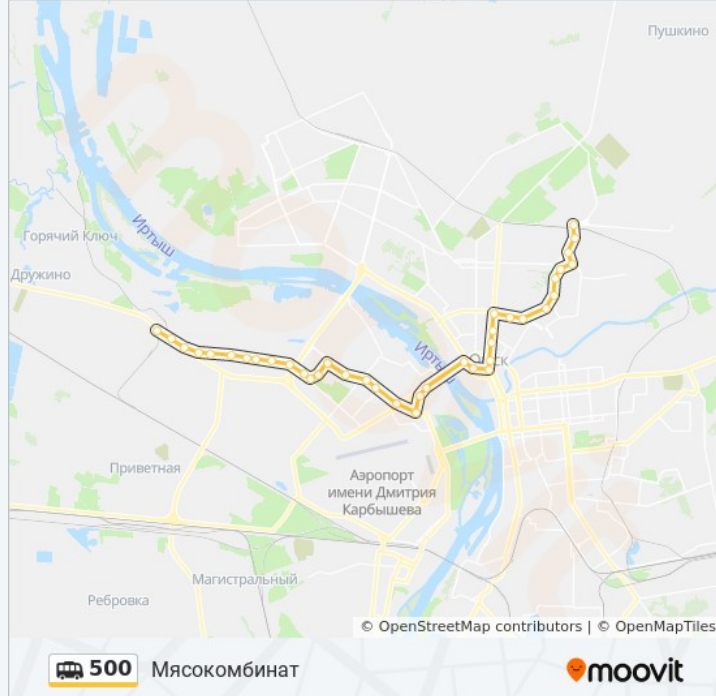 Пушкино
Иртыш
Горячий Ключ
Дружино
Иртыш
Омск
Приветная
Аэропорт
имени Дмитрия
Карбышева
Магистральный
Ребровка
© OpenStreetMap contributors | © OpenMapTiles
500 Мясокомбинат
moovit